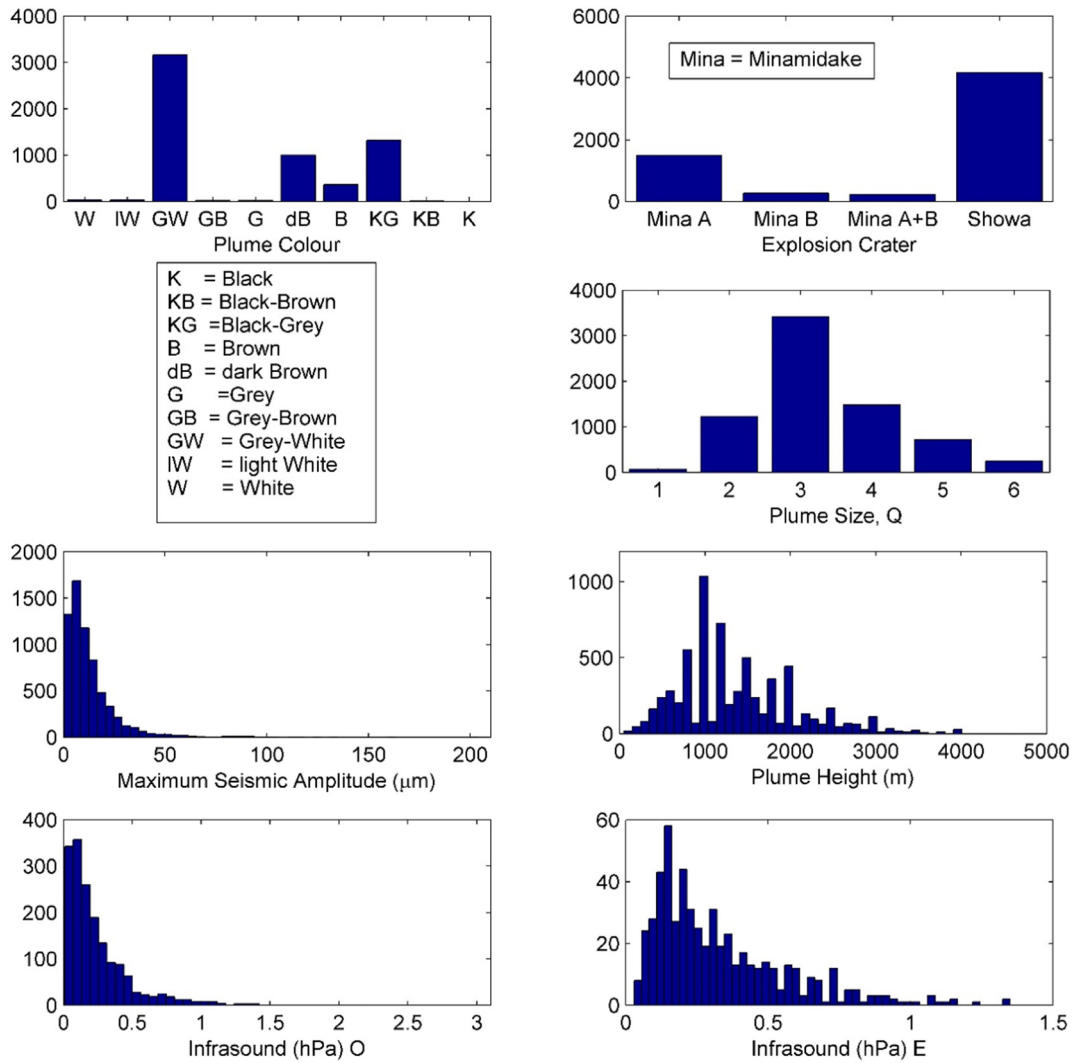 4000
3000
2000
1000
0
W lW GW GB G dB B KG KB K
Plume Colour
6000
4000
2000
0
Mina = Minamidake
Mina A Mina B Mina A+B Showa
Explosion Crater
K = Black
KB = Black-Brown
KG =Black-Grey
B = Brown
dB = dark Brown
G =Grey
GB = Grey-Brown
GW = Grey-White
lW = light White
W = White
4000
3000
2000
1000
0
1 2 3 4 5 6
Plume Size, Q
2000
1500
1000
500
0
0 50 100 150 200
Maximum Seismic Amplitude (μm)
1000
500
0
0 1000 2000 3000 4000 5000
Plume Height (m)
400
300
200
100
0
0 0.5 1 1.5 2 2.5 3
Infrasound (hPa) O
60
40
20
0
0 0.5 1 1.5
Infrasound (hPa) E